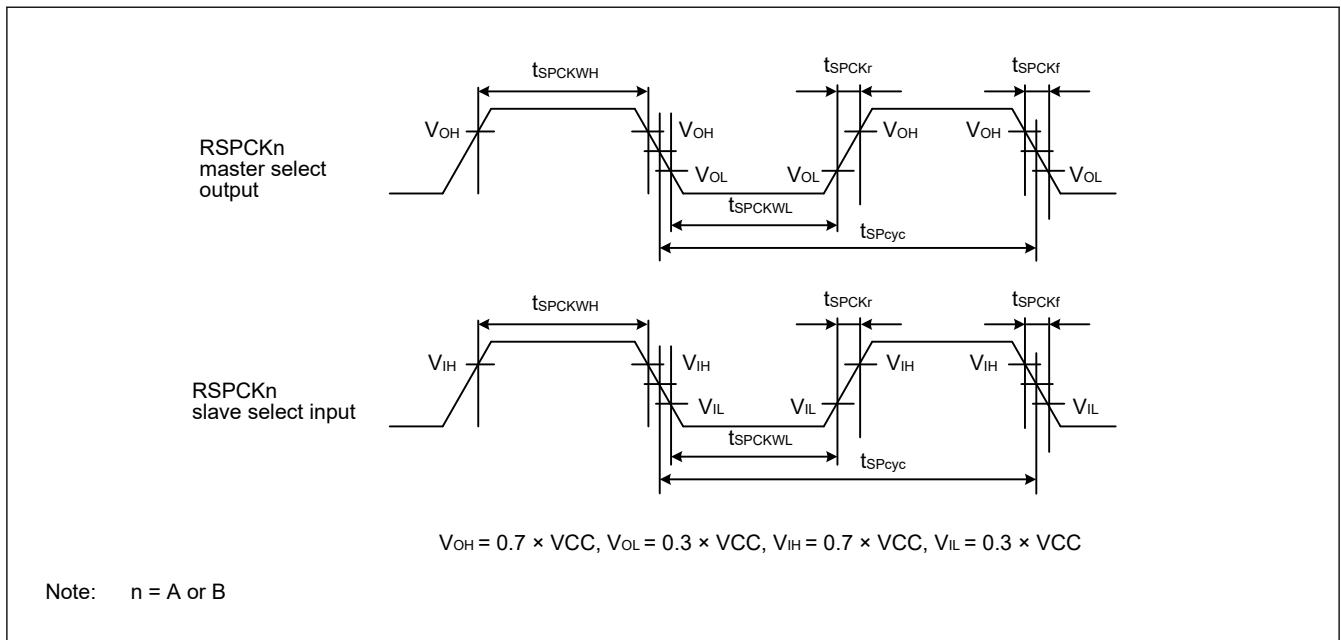 tSPCKWH
tSPCKr
tSPCKf
RSPCKn
master select
output
VOH
VOH
VOL
VOL
VOH
VOH
VOL
tSPCKWL
tSPcyc
tSPCKWH
tSPCKr
tSPCKf
RSPCKn
slave select input
VIH
VIH
VIL
VIL
VIH
VIH
VIL
tSPCKWL
tSPcyc
VOH = 0.7 × VCC, VOL = 0.3 × VCC, VIH = 0.7 × VCC, VIL = 0.3 × VCC
Note: n = A or B